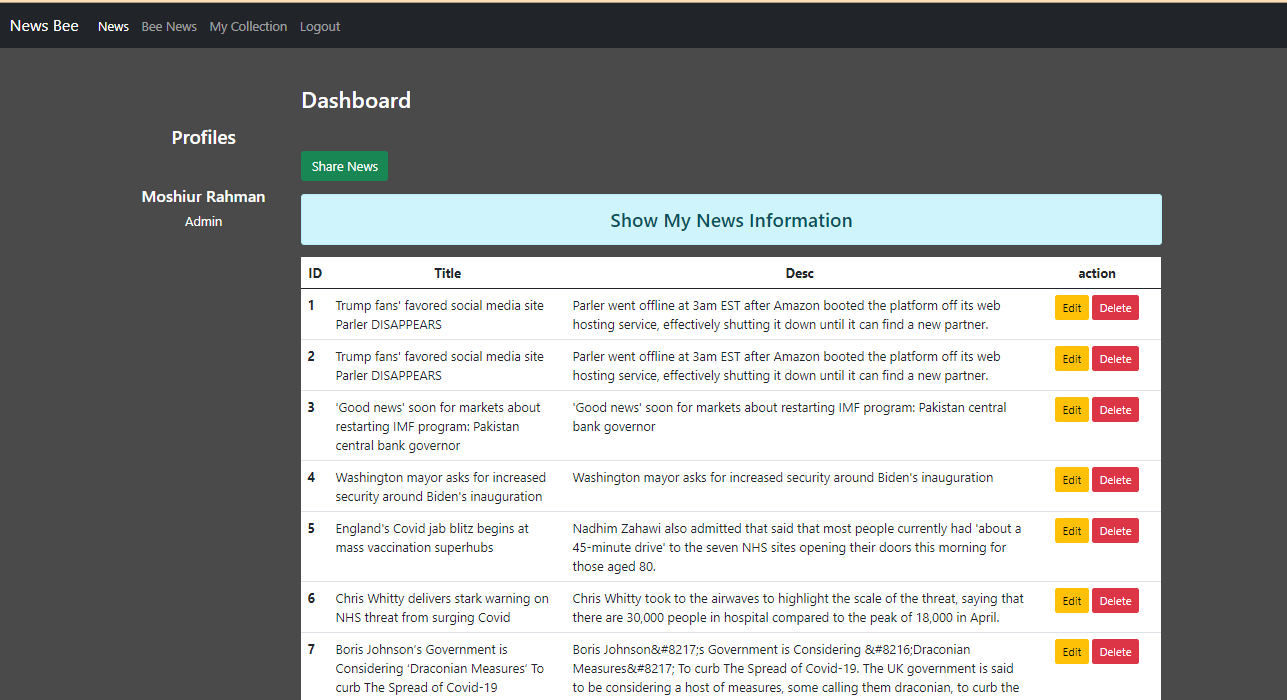 News Bee News Bee News My Collection Logout
Dashboard
Profiles
Share News
Moshiur Rahman
Admin
Show My News Information
ID Title Desc action
1 Trump fans' favored social media site Parler went offline at 3am EST after Amazon booted the platform off its web Edit Delete
Parler DISAPPEARS hosting service, effectively shutting it down until it can find a new partner.
2 Trump fans' favored social media site Parler went offline at 3am EST after Amazon booted the platform off its web Edit Delete
Parler DISAPPEARS hosting service, effectively shutting it down until it can find a new partner.
3 'Good news' soon for markets about 'Good news' soon for markets about restarting IMF program: Pakistan central Edit Delete
restarting IMF program: Pakistan bank governor
central bank governor
4 Washington mayor asks for increased Washington mayor asks for increased security around Biden's inauguration Edit Delete
security around Biden's inauguration
5 England's Covid jab blitz begins at Nadhim Zahawi also admitted that said that most people currently had 'about a Edit Delete
mass vaccination superhubs 45-minute drive' to the seven NHS sites opening their doors this morning for
those aged 80.
6 Chris Whitty delivers stark warning on Chris Whitty took to the airwaves to highlight the scale of the threat, saying that Edit Delete
NHS threat from surging Covid there are 30,000 people in hospital compared to the peak of 18,000 in April.
7 Boris Johnson’s Government is Boris Johnson&#8217;s Government is Considering &#8216;Draconian Edit Delete
Considering ‘Draconian Measures’ To Measures&#8217; To curb The Spread of Covid-19. The UK government is said
curb The Spread of Covid-19 to be considering a host of measures, some calling them draconian, to curb the